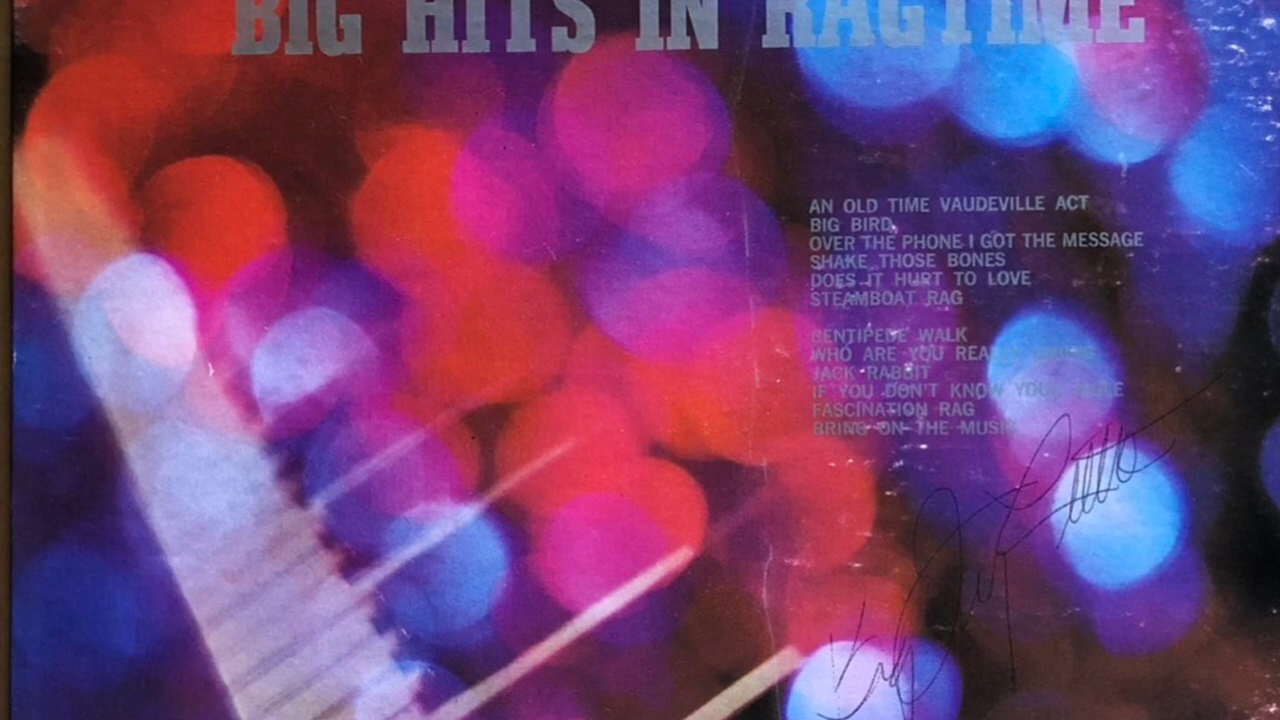 BIG HITS IN RAGTIME
AN OLD TIME VAUDEVILLE ACT
BIG BIRD
OVER THE PHONE I GOT THE MESSAGE
SHAKE THOSE BONES
DOES IT HURT TO LOVE
STEAMBOAT RAG
CENTIPEDE WALK
WHO ARE YOU REALLY
JACK RABBIT
IF YOU DON'T KNOW YOUR
FASCINATION RAG
BRING ON THE MUSIC